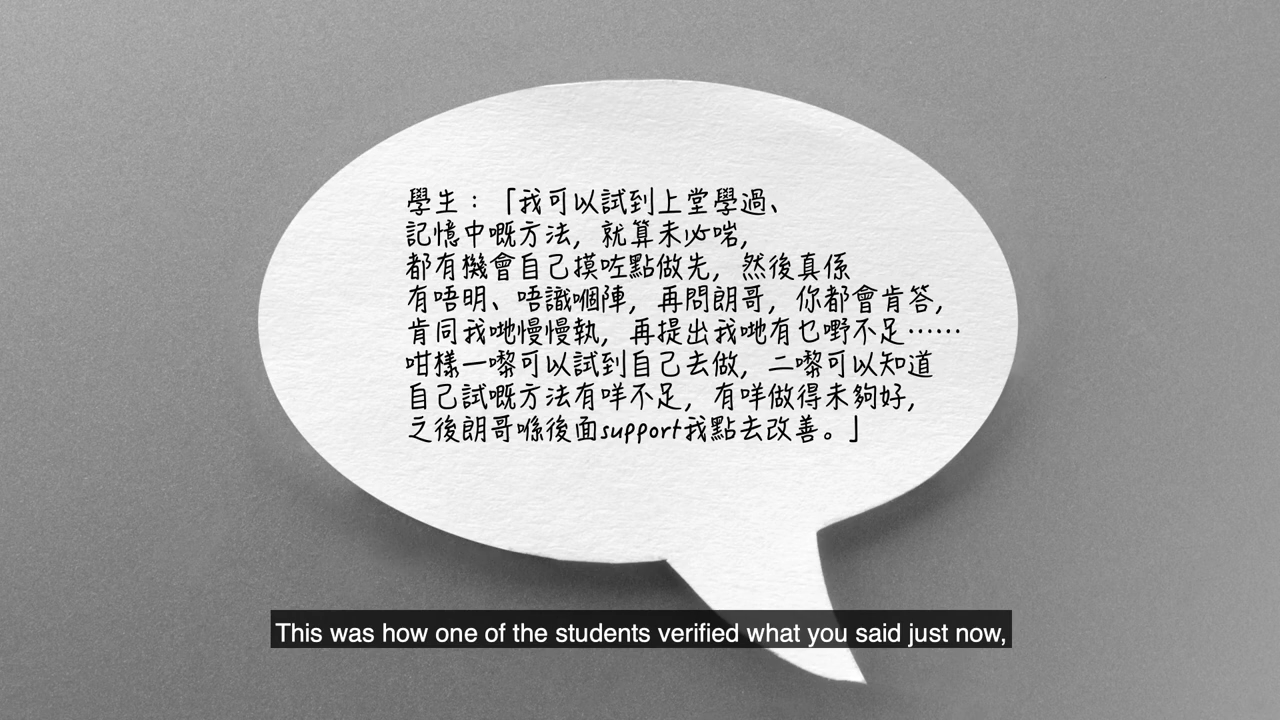 學生：「我可以試到上堂學過、
記憶中嘅方法，就算未必啱，
都有機會自己摸咗點做先，然後真係
有唔明、唔識嗰陣，再問朗哥，你都會肯答，
肯同我哋慢慢執，再提出我哋有乜嘢不足……
咁樣一嚟可以試到自己去做，二嚟可以知道
自己試嘅方法有咩不足，有咩做得未夠好，
之後朗哥喺後面support我點去改善。」
This was how one of the students verified what you said just now,